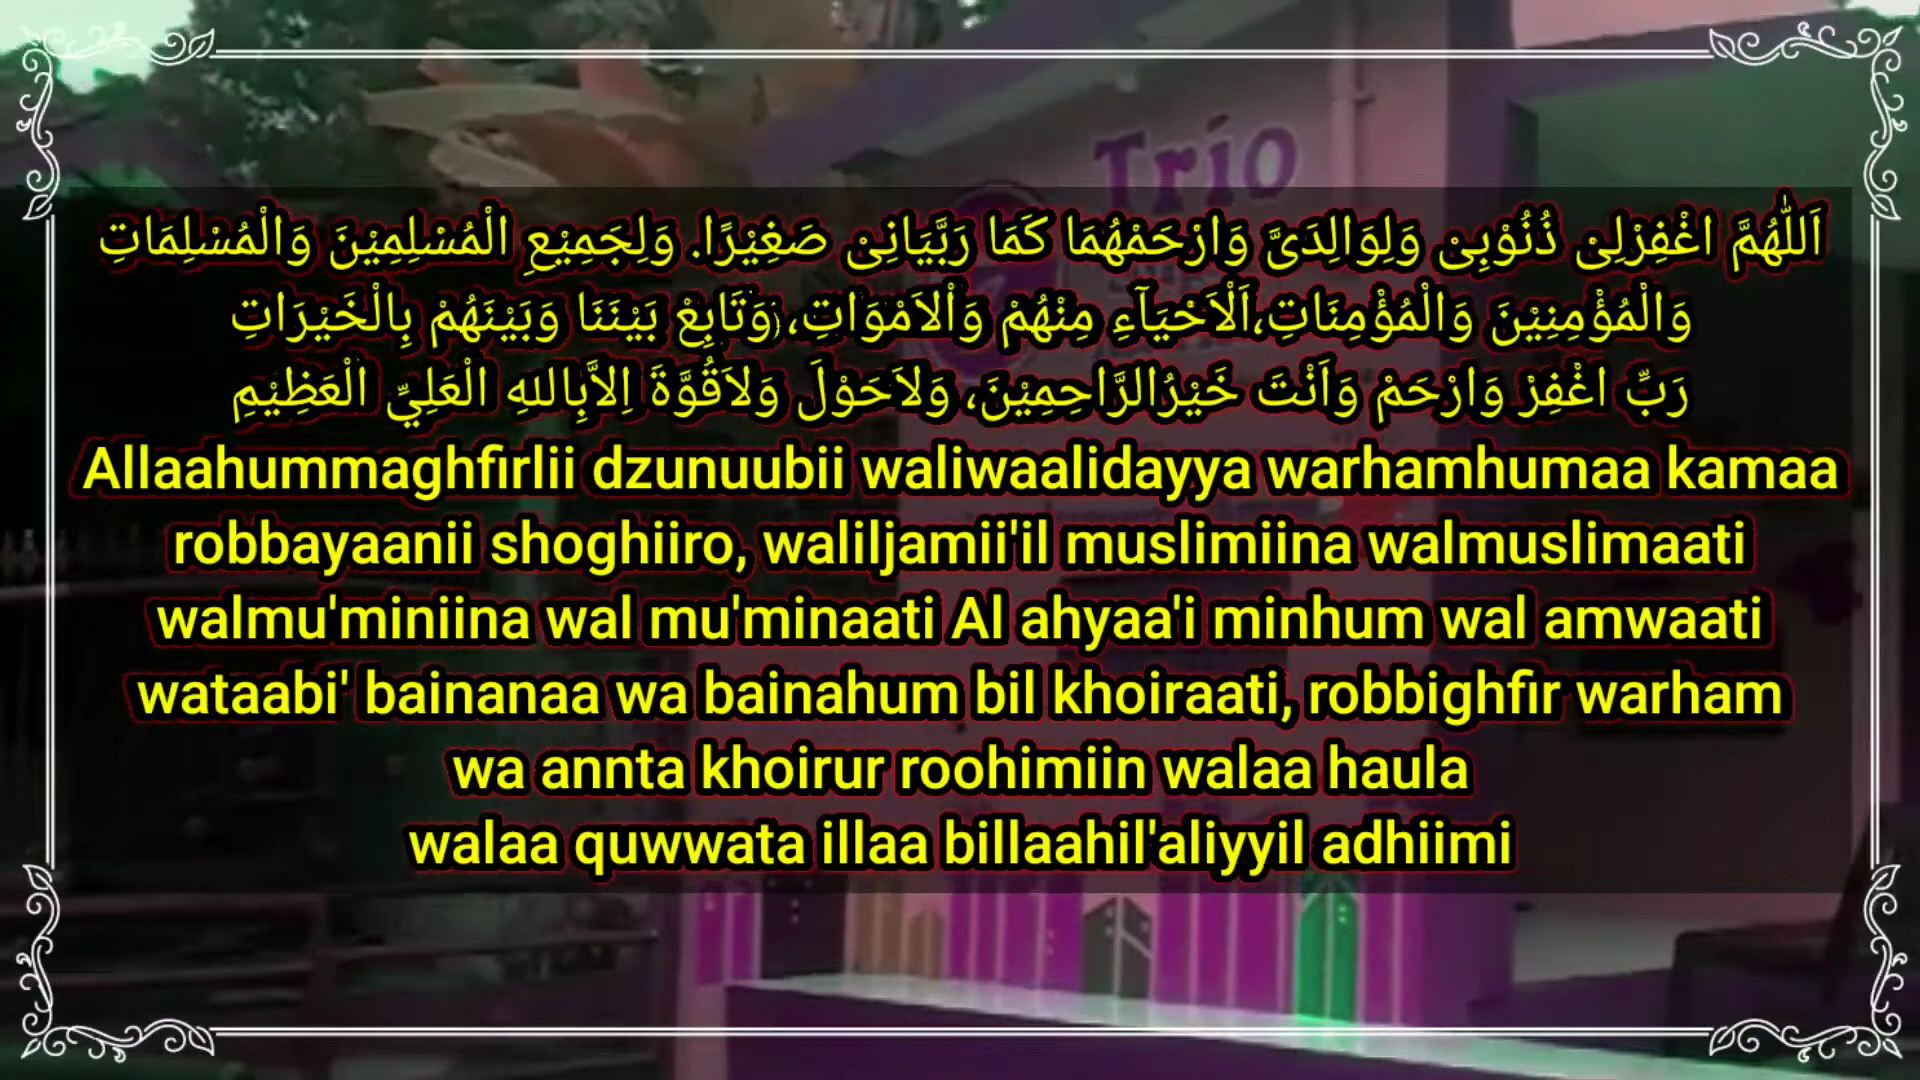 Trio
اَللّٰهُمَّ اغْفِرْلِىْ ذُنُوْبِىْ وَلِوَالِدَىَّ وَارْحَمْهُمَا كَمَا رَبَّيَانِىْ صَغِيْرًا. وَلِجَمِيْعِ الْمُسْلِمِيْنَ وَالْمُسْلِمَاتِ
وَالْمُؤْمِنِيْنَ وَالْمُؤْمِنَاتِ،اَلْاَحْيَآءِ مِنْهُمْ وَاْلاَمْوَاتِ، وَتَابِعْ بَيْنَنَا وَبَيْنَهُمْ بِالْخَيْرَاتِ
رَبِّ اغْفِرْ وَارْحَمْ وَاَنْتَ خَيْرُالرَّاحِمِيْنَ، وَلاَحَوْلَ وَلاَقُوَّةَ اِلاَّبِاللهِ الْعَلِيِّ الْعَظِيْمِ
Allaahummaghfirlii dzunuubii waliwaalidayya warhamhumaa kamaa
robbayaanii shoghiiro, waliljamii'il muslimiina walmuslimaati
walmu'miniina wal mu'minaati Al ahyaa'i minhum wal amwaati
wataabi' bainanaa wa bainahum bil khoiraati, robbighfir warham
wa annta khoirur roohimiin walaa haula
walaa quwwata illaa billaahil'aliyyil adhiimi